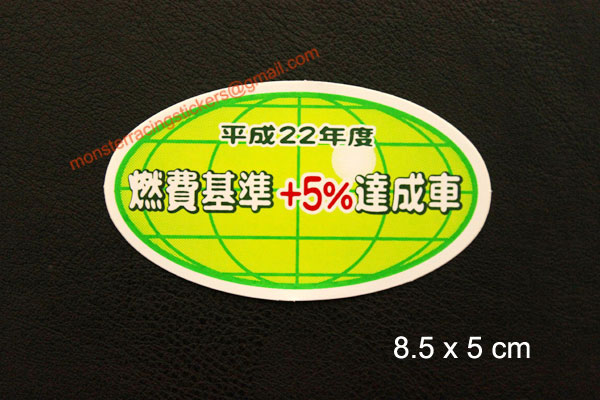 monsterracingstickers@gmail.com
平成22年度
燃費基準+5%達成車
8.5 x 5 cm